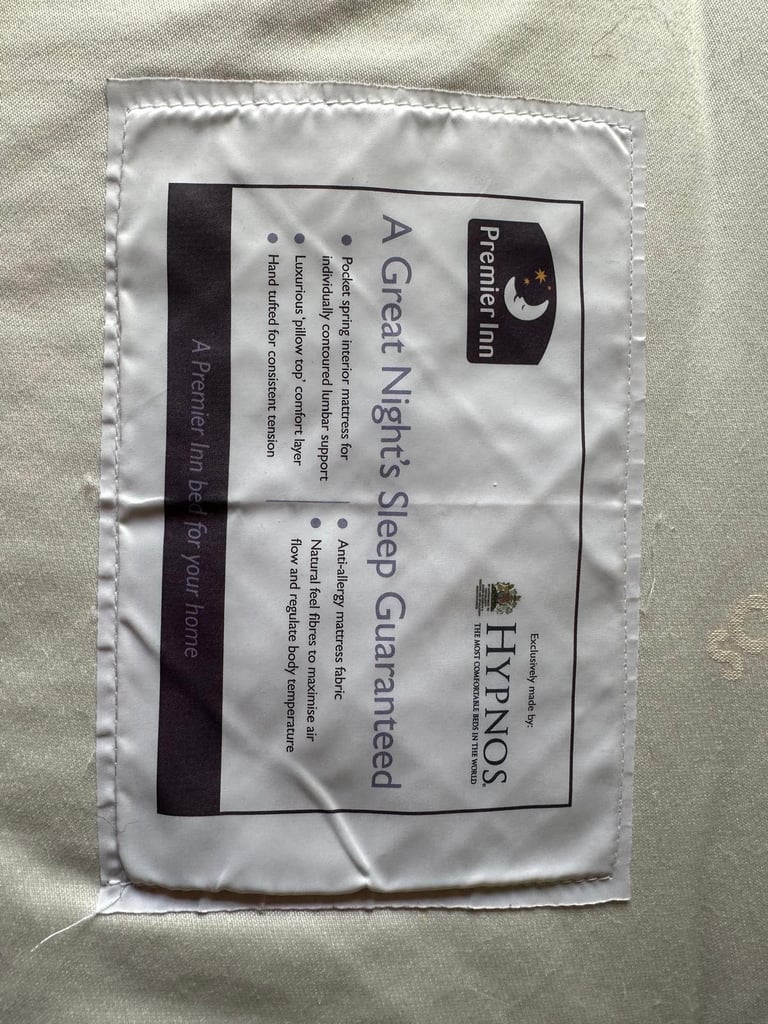 Premier Inn
Exclusively made by:
HYPNOS®
THE MOST COMFORTABLE BEDS IN THE WORLD
A Great Night's Sleep Guaranteed
Pocket spring interior mattress for
individually contoured lumbar support
Luxurious 'pillow top' comfort layer
Hand tufted for consistent tension
Anti-allergy mattress fabric
Natural feel fibres to maximise air
flow and regulate body temperature
A Premier Inn bed for your home